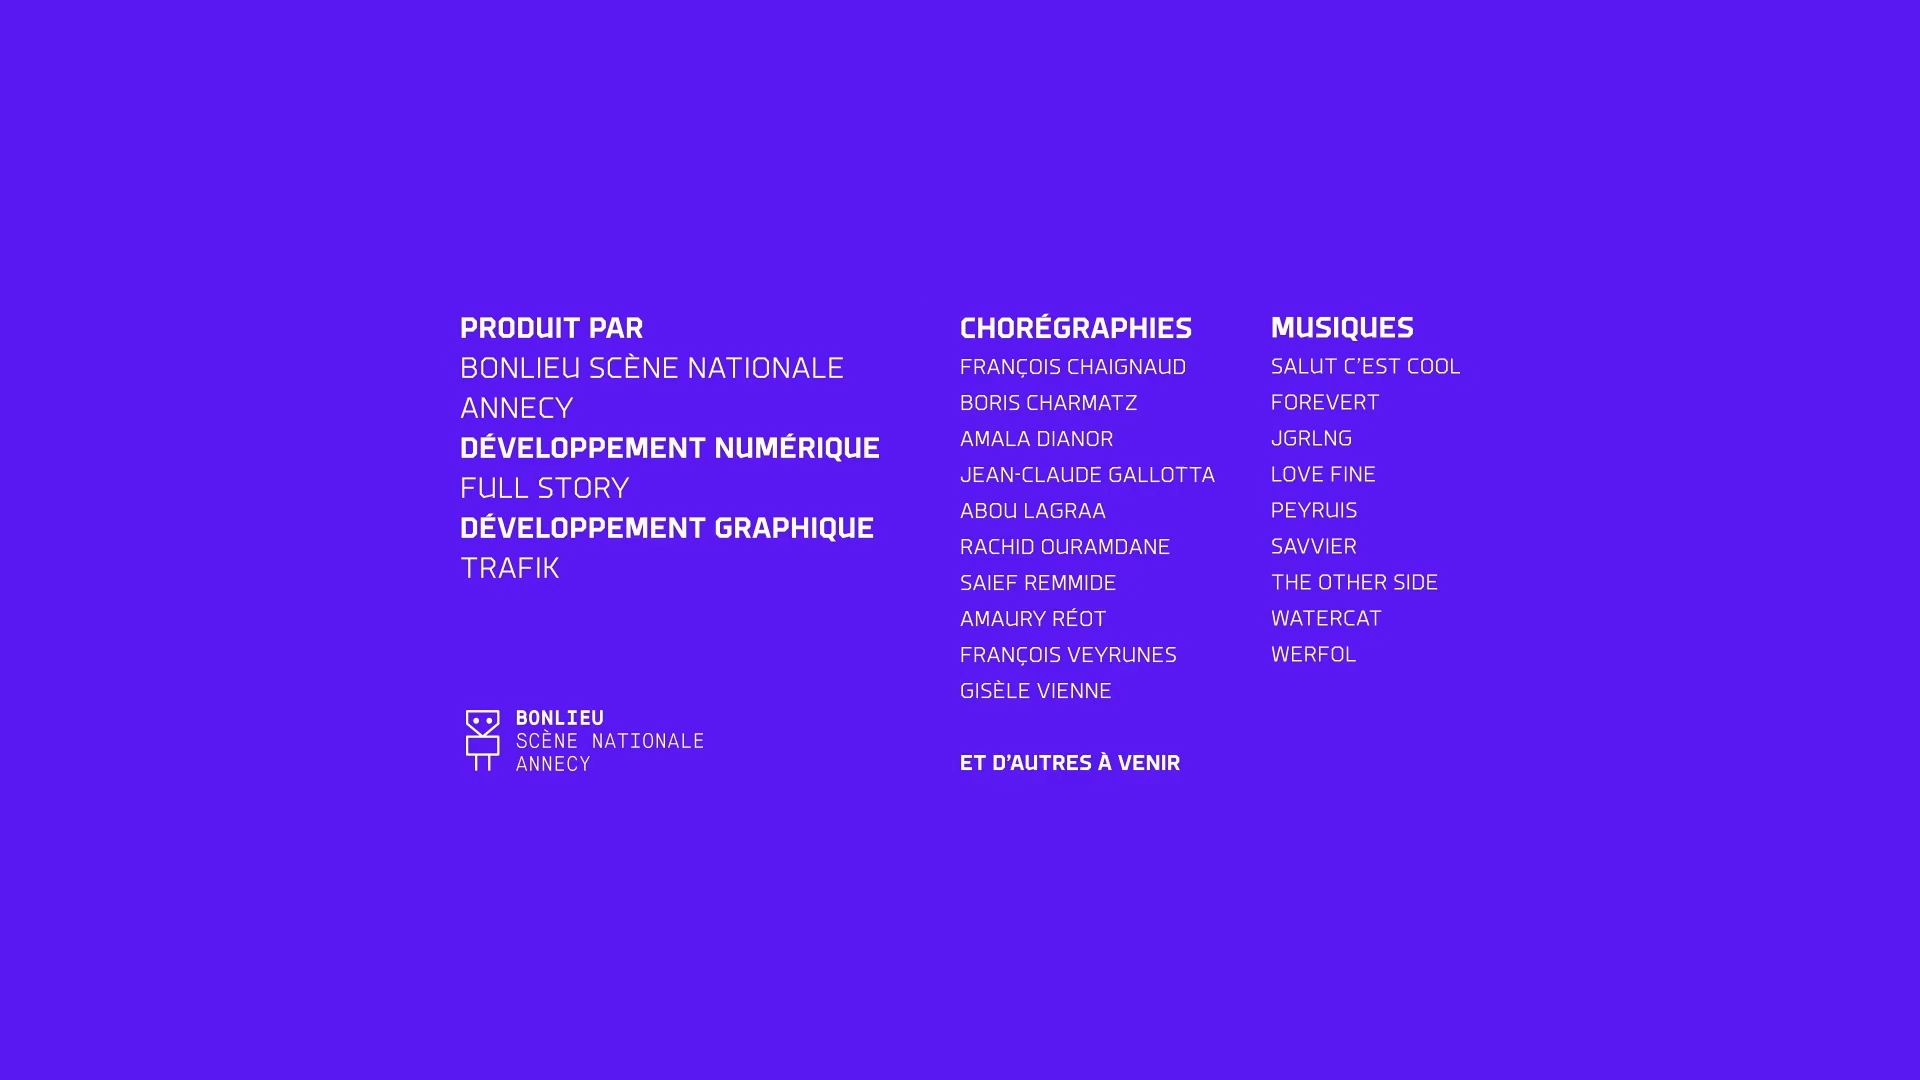 PRODUIT PAR
BONLIEU SCÈNE NATIONALE
ANNECY
DÉVELOPPEMENT NUMÉRIQUE
FULL STORY
DÉVELOPPEMENT GRAPHIQUE
TRAFIK
BONLIEU
SCÈNE NATIONALE
ANNECY
CHORÉGRAPHIES
FRANÇOIS CHAIGNAUD
BORIS CHARMATZ
AMALA DIANOR
JEAN-CLAUDE GALLOTTA
ABOU LAGRAA
RACHID OURAMDANE
SAIEF REMMIDE
AMAURY RÉOT
FRANÇOIS VEYRUNES
GISÈLE VIENNE
ET D’AUTRES À VENIR
MUSIQUES
SALUT C’EST COOL
FOREVERT
JGRLNG
LOVE FINE
PEYRUIS
SAVVIER
THE OTHER SIDE
WATERCAT
WERFOL